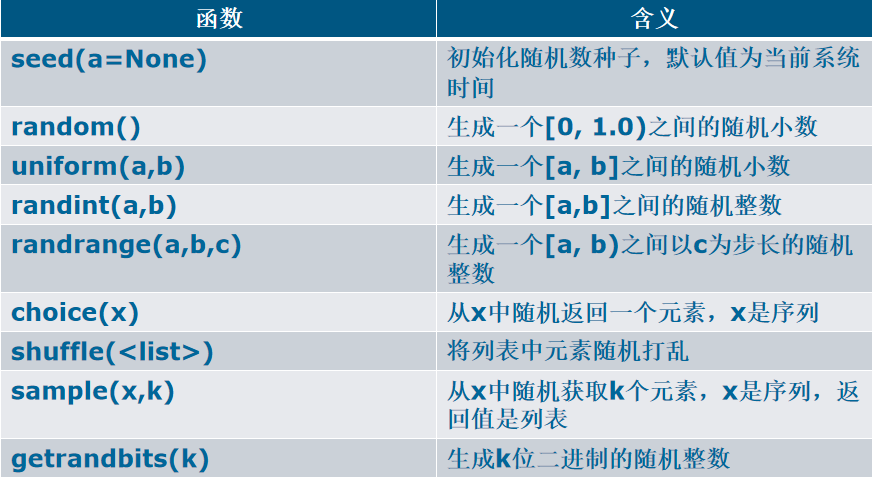 函数 含义
seed(a=None) 初始化随机数种子，默认值为当前系统
时间
random() 生成一个[0, 1.0)之间的随机小数
uniform(a,b) 生成一个[a, b]之间的随机小数
randint(a,b) 生成一个[a,b]之间的随机整数
randrange(a,b,c) 生成一个[a, b)之间以c为步长的随机
整数
choice(x) 从x中随机返回一个元素，x是序列
shuffle(<list>) 将列表中元素随机打乱
sample(x,k) 从x中随机获取k个元素，x是序列，返
回值是列表
getrandbits(k) 生成k位二进制的随机整数